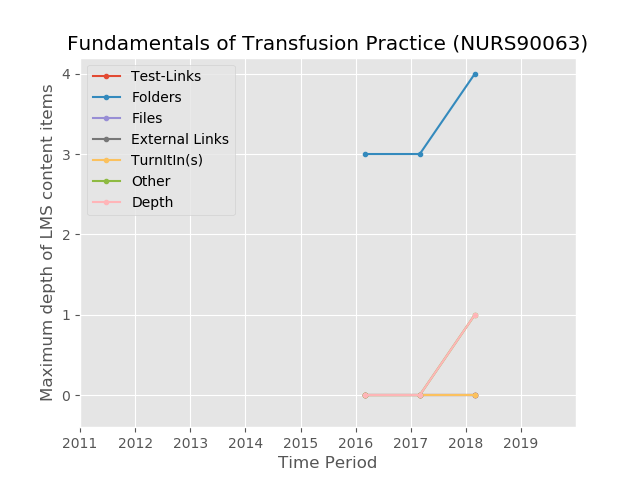 Fundamentals of Transfusion Practice (NURS90063)
Maximum depth of LMS content items
4
3
2
1
0
Test-Links
Folders
Files
External Links
TurnItIn(s)
Other
Depth
2011 2012 2013 2014 2015 2016 2017 2018 2019
Time Period